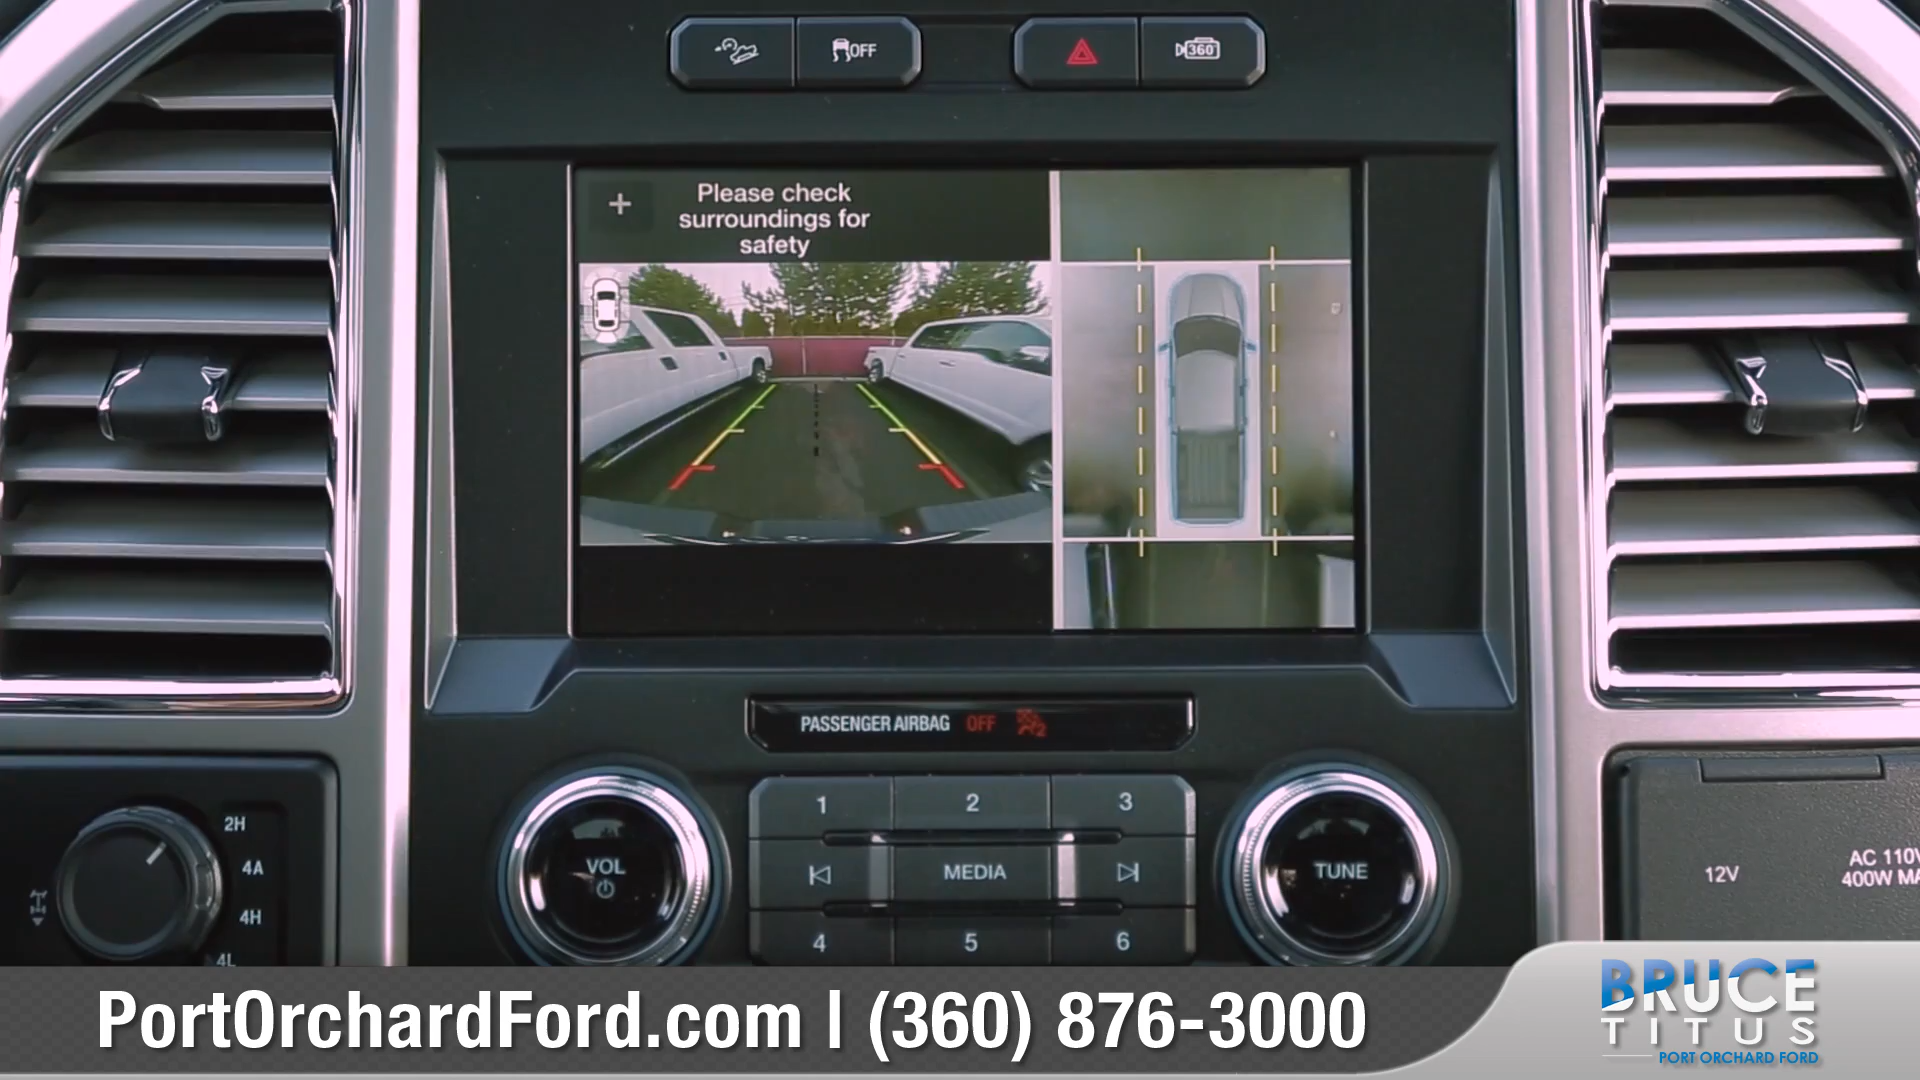 OFF
360°
+
Please check
surroundings for
safety
PASSENGER AIRBAG OFF
2
1 2 3
2H
4A
4H
4L
VOL
MEDIA
TUNE
4 5 6
12V
AC 110V
400W MA
PortOrchardFord.com | (360) 876-3000
BRUCE
TITUS
PORT ORCHARD FORD